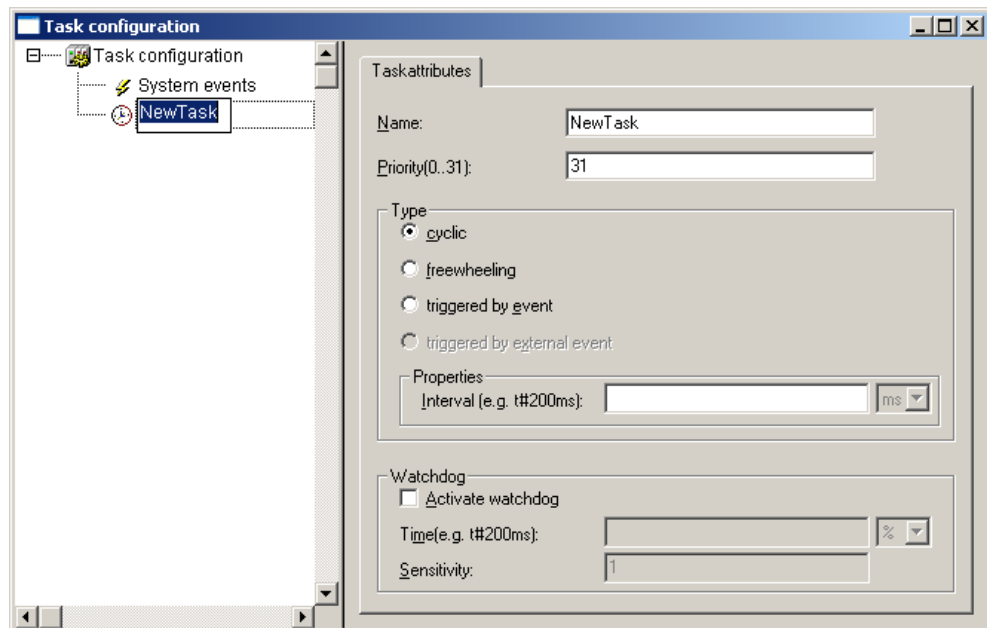 Task configuration
Task configuration
System events
NewTask
Taskattributes
Name: NewTask
Priority(0..31): 31
Type
cyclic
freewheeling
triggered by event
triggered by external event
Properties
Interval (e.g. t#200ms): ms
Watchdog
Activate watchdog
Time(e.g. t#200ms): %
Sensitivity: 1